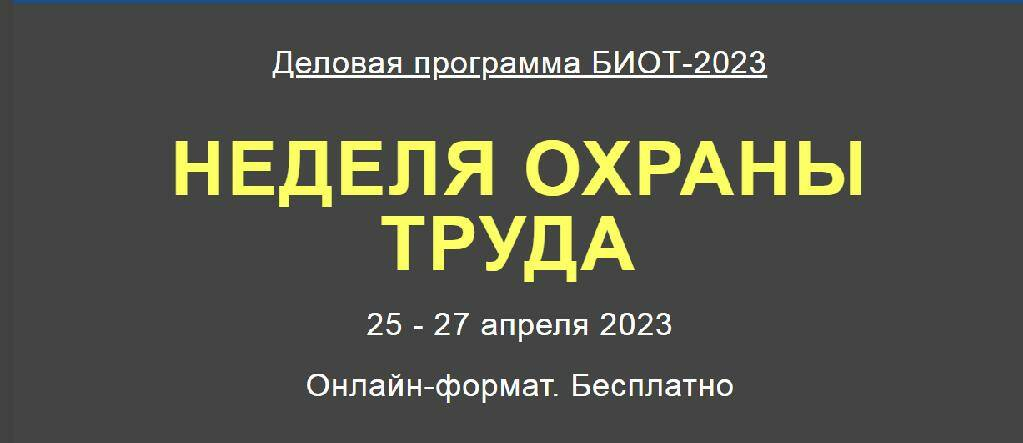 Деловая программа БИОТ-2023
НЕДЕЛЯ ОХРАНЫ
ТРУДА
25 - 27 апреля 2023
Онлайн-формат. Бесплатно